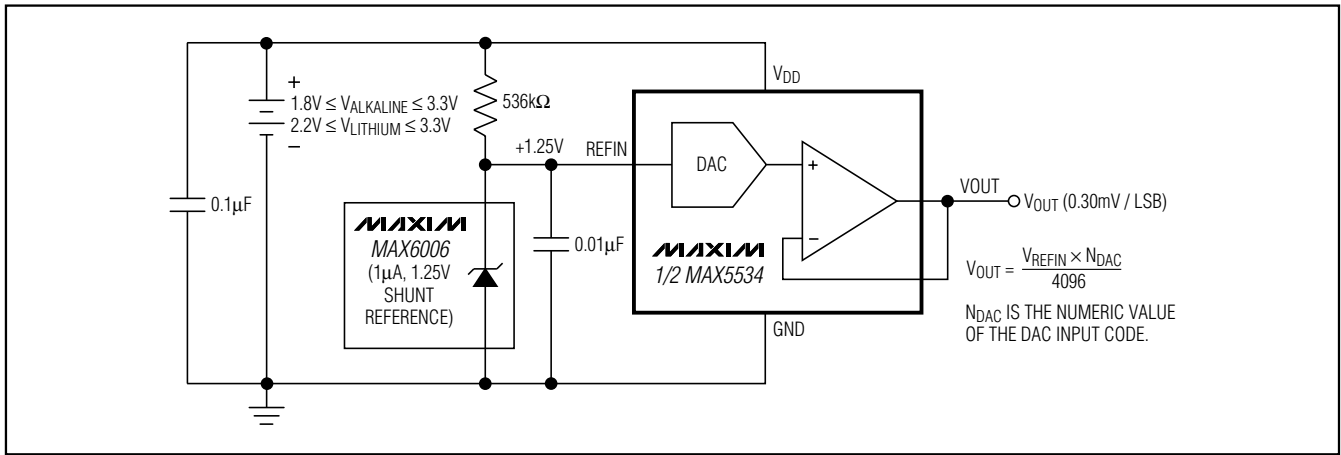 +
1.8V ≤ VALKALINE ≤ 3.3V
2.2V ≤ VLITHIUM ≤ 3.3V
−
0.1µF
536kΩ
+1.25V
REFIN
MAXIM
MAX6006
(1µA, 1.25V
SHUNT
REFERENCE)
0.01µF
VDD
DAC
+
−
MAXIM
1/2 MAX5534
GND
VOUT
VOUT (0.30mV / LSB)
VOUT = VREFIN × NDAC
4096
NDAC IS THE NUMERIC VALUE
OF THE DAC INPUT CODE.